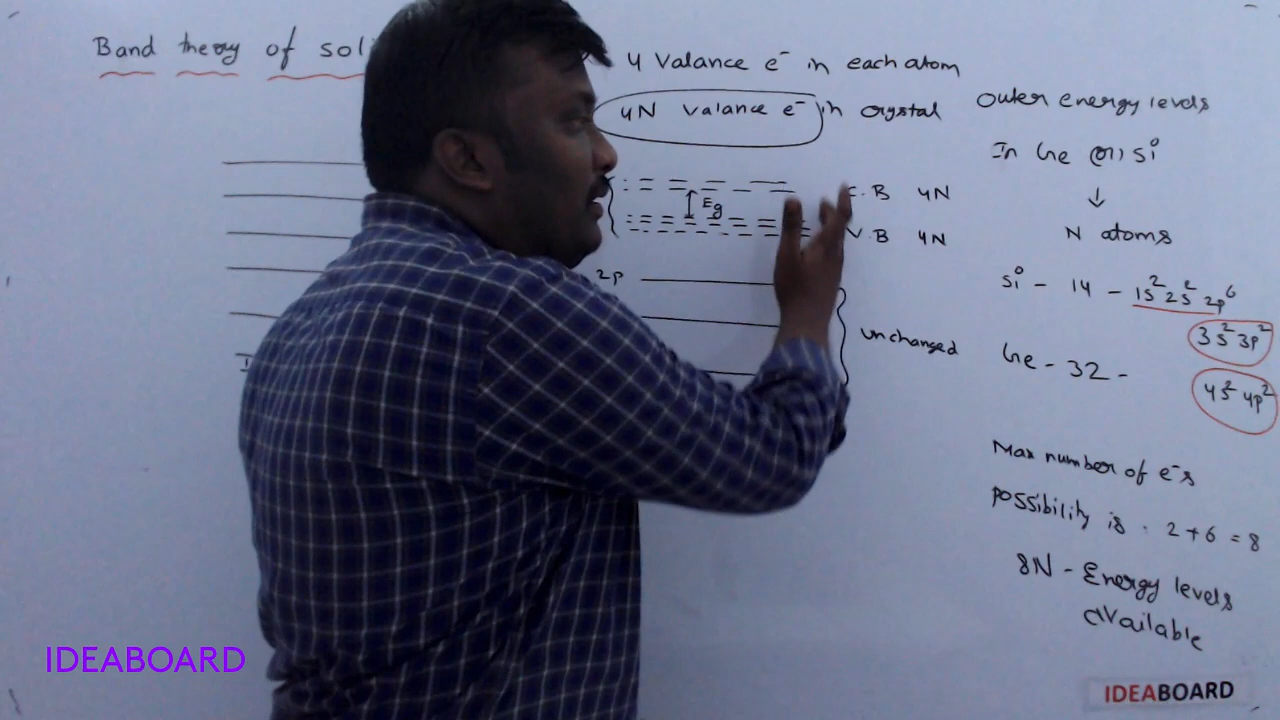 Band theory of soli
4 Valance e⁻ in each atom
4N Valance e⁻ in crystal
Eg
C.B 4N
V.B 4N
2p
unchanged
Outer energy levels
In Ge (or) Si
↓
N atoms
Si - 14 - 1s² 2s² 2p⁶
3s² 3p²
Ge - 32 -
4s² 4p²
Max number of e⁻s
possibility is . 2+6 = 8
8N - Energy levels
available
IDEABOARD
IDEABOARD